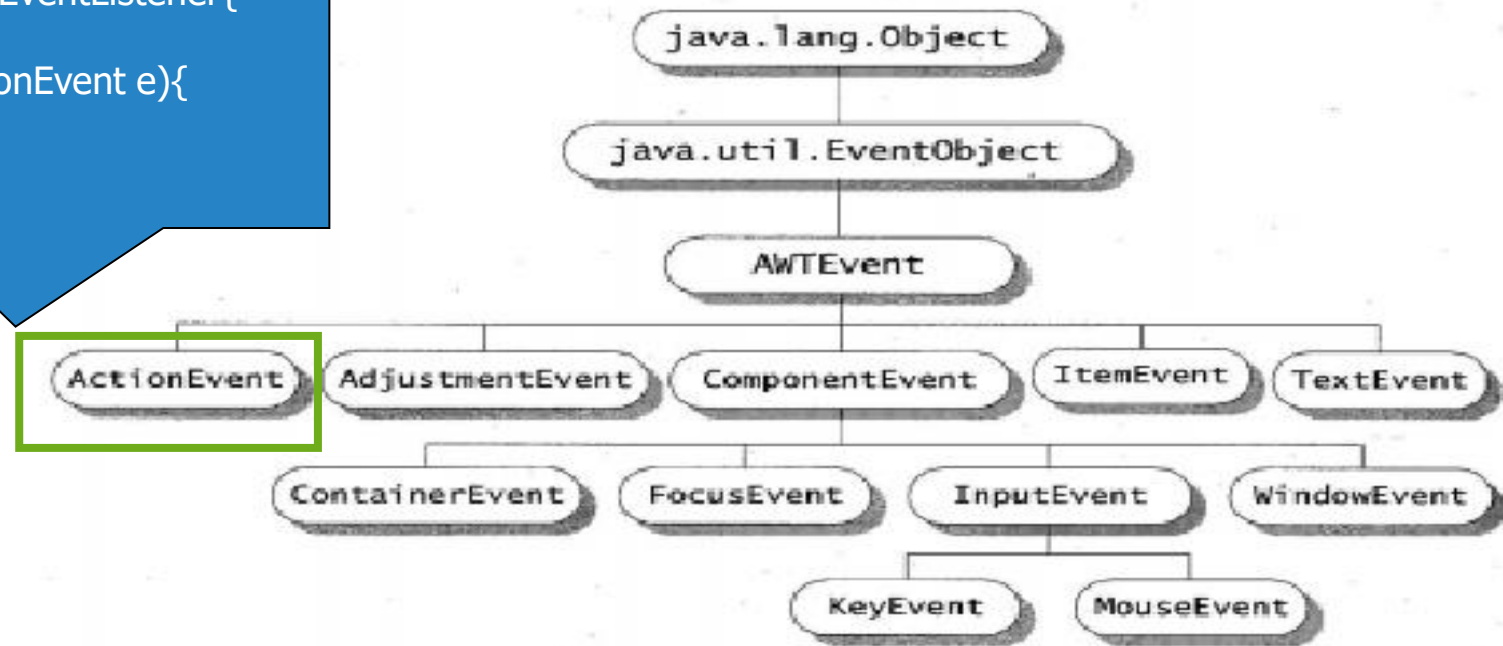 EventListener{
onEvent e){
java.lang.Object
java.util.EventObject
AWTEvent
ActionEvent AdjustmentEvent ComponentEvent ItemEvent TextEvent
ContainerEvent FocusEvent InputEvent WindowEvent
KeyEvent MouseEvent